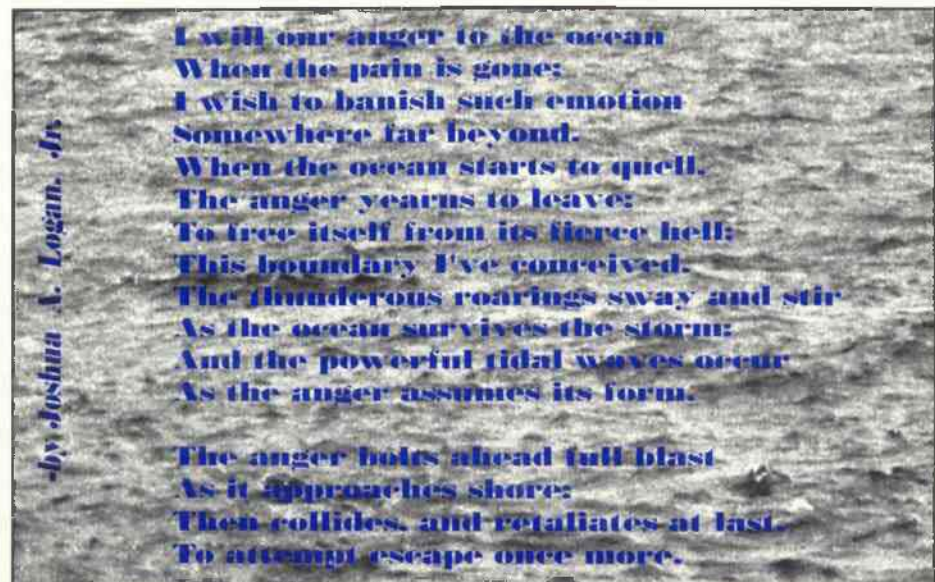 I will our anger to the ocean
When the pain is gone;
I wish to banish such emotion
Somewhere far beyond.
When the ocean starts to quell,
The anger yearns to leave;
To free itself from its fierce hell;
This boundary I've conceived.
The thunderous roarings sway and stir
As the ocean survives the storm;
And the powerful tidal waves occur
As the anger assumes its form.

The anger bolts ahead full blast
As it approaches shore;
Then collides, and retaliates at last,
To attempt escape once more.
-by Joshua A. Logan, Jr.